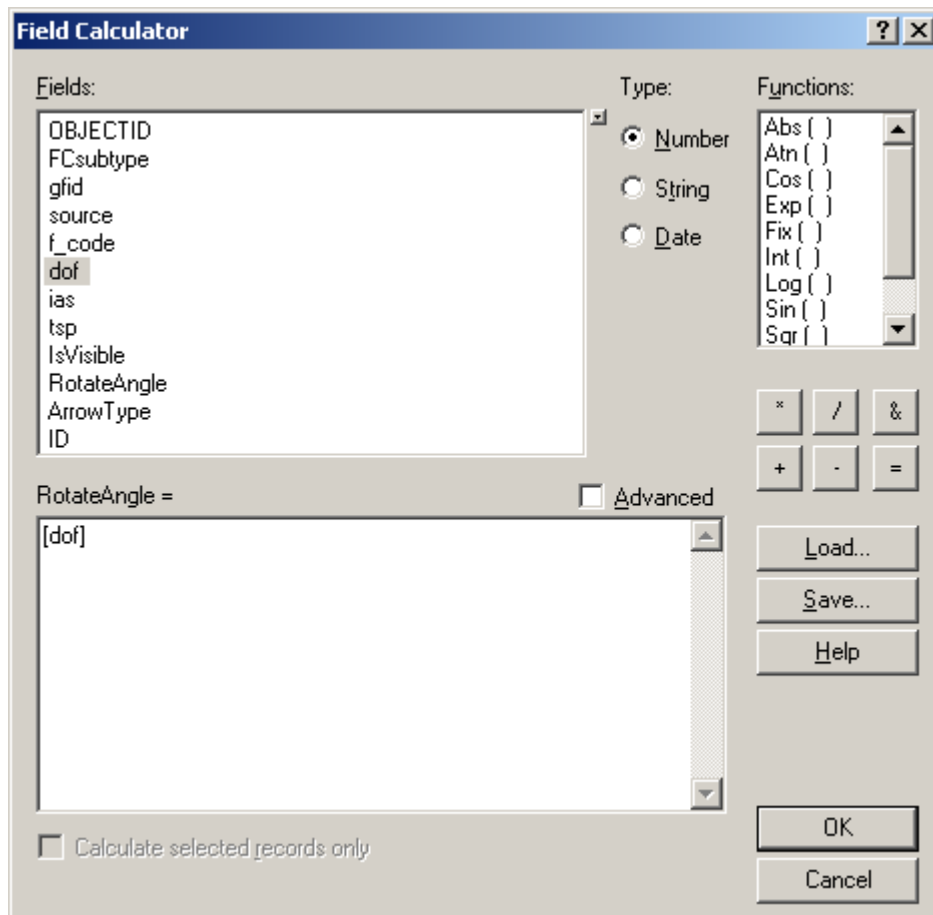 Field Calculator
Fields:
OBJECTID
FCsubtype
gfid
source
f_code
dof
ias
tsp
IsVisible
RotateAngle
ArrowType
ID
Type:
Number
String
Date
Functions:
Abs ( )
Atn ( )
Cos ( )
Exp ( )
Fix ( )
Int ( )
Log ( )
Sin ( )
Sqr ( )
* / &
+ - =
RotateAngle =
Advanced
[dof]
Load...
Save...
Help
Calculate selected records only
OK
Cancel